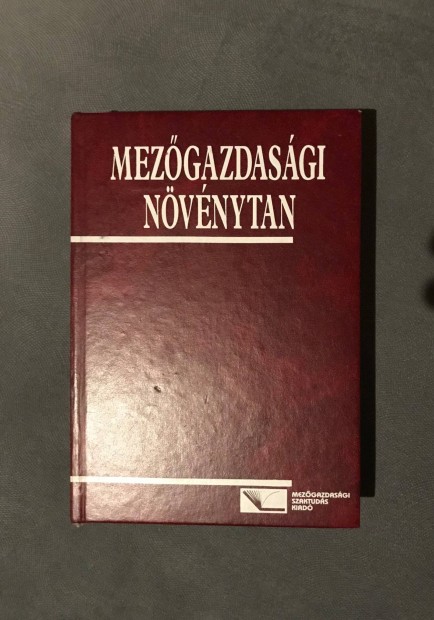 MEZŐGAZDASÁGI
NÖVÉNYTAN
MEZŐGAZDASÁGI
SZAKTUDÁS
KIADÓ